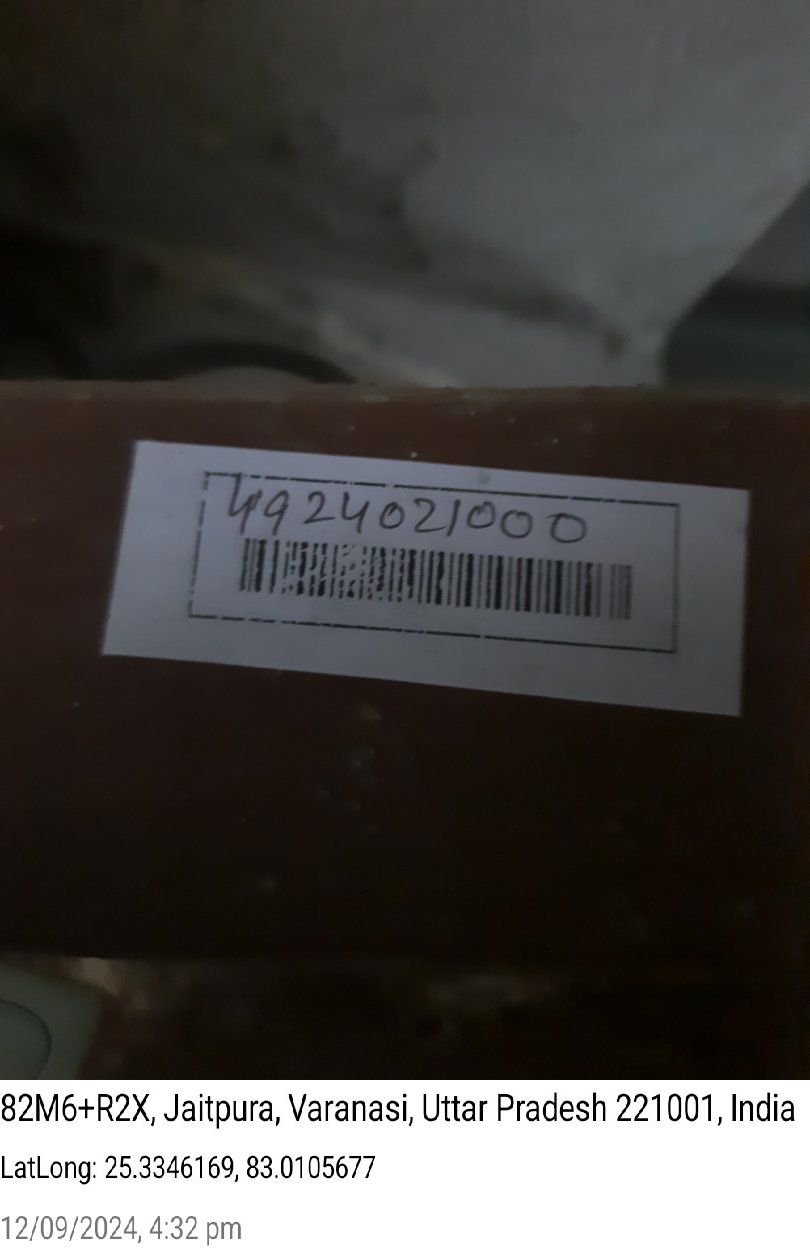 4924021000
82M6+R2X, Jaitpura, Varanasi, Uttar Pradesh 221001, India
LatLong: 25.3346169, 83.0105677
12/09/2024, 4:32 pm